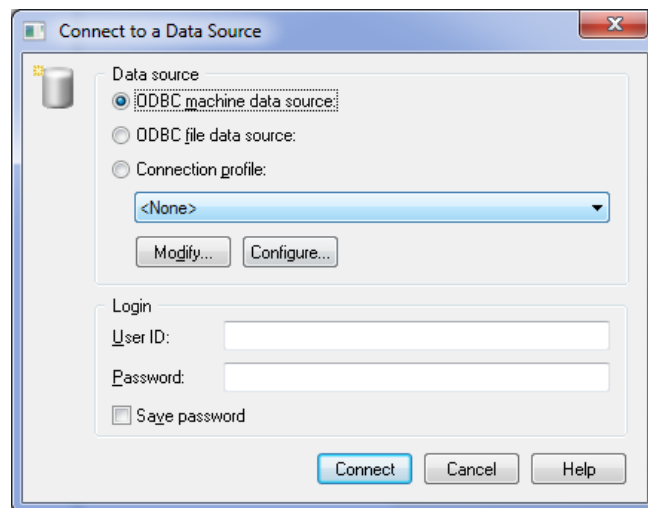 Connect to a Data Source
Data source
ODBC machine data source:
ODBC file data source:
Connection profile:
<None>
Modify... Configure...
Login
User ID:
Password:
Save password
Connect Cancel Help